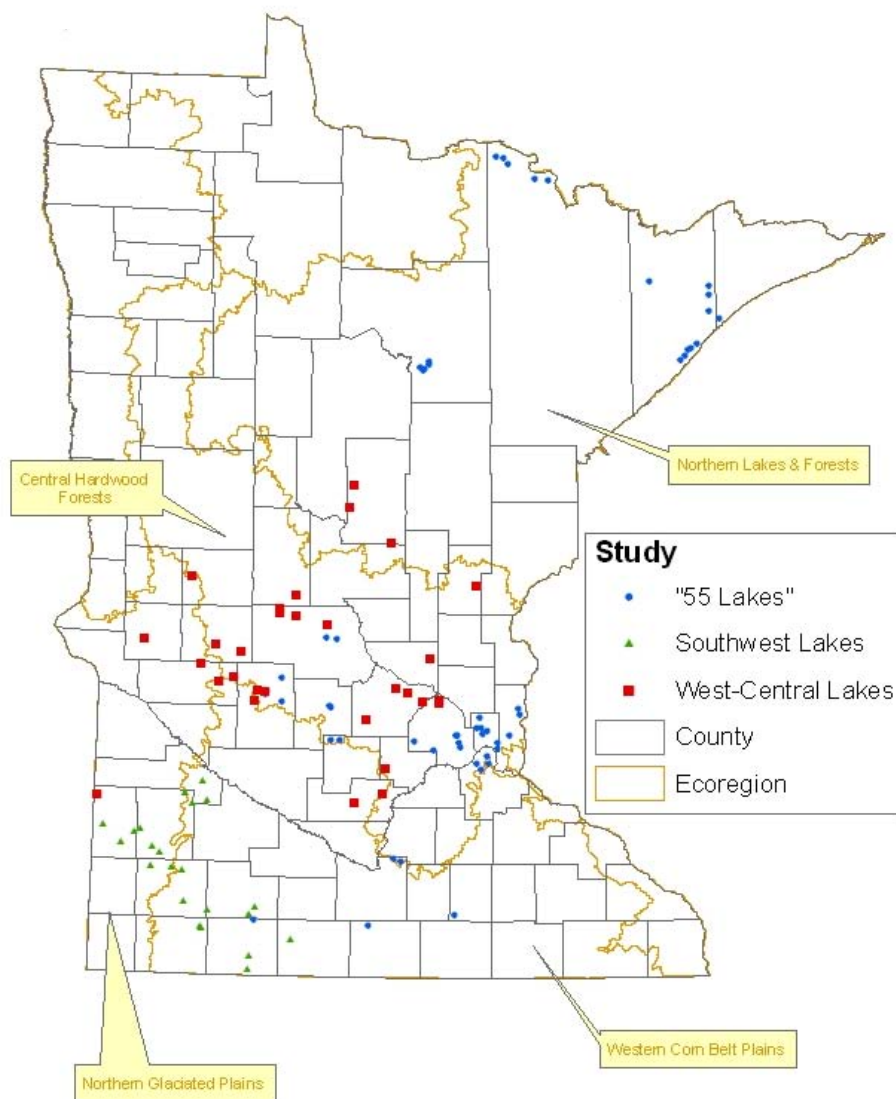 Central Hardwood
Forests
Northern Lakes & Forests
Study
"55 Lakes"
Southwest Lakes
West-Central Lakes
County
Ecoregion
Western Corn Belt Plains
Northern Glaciated Plains